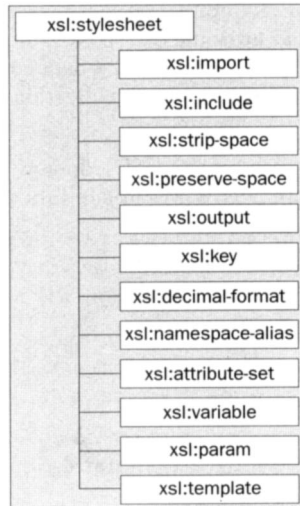 xsl:stylesheet
xsl:import
xsl:include
xsl:strip-space
xsl:preserve-space
xsl:output
xsl:key
xsl:decimal-format
xsl:namespace-alias
xsl:attribute-set
xsl:variable
xsl:param
xsl:template